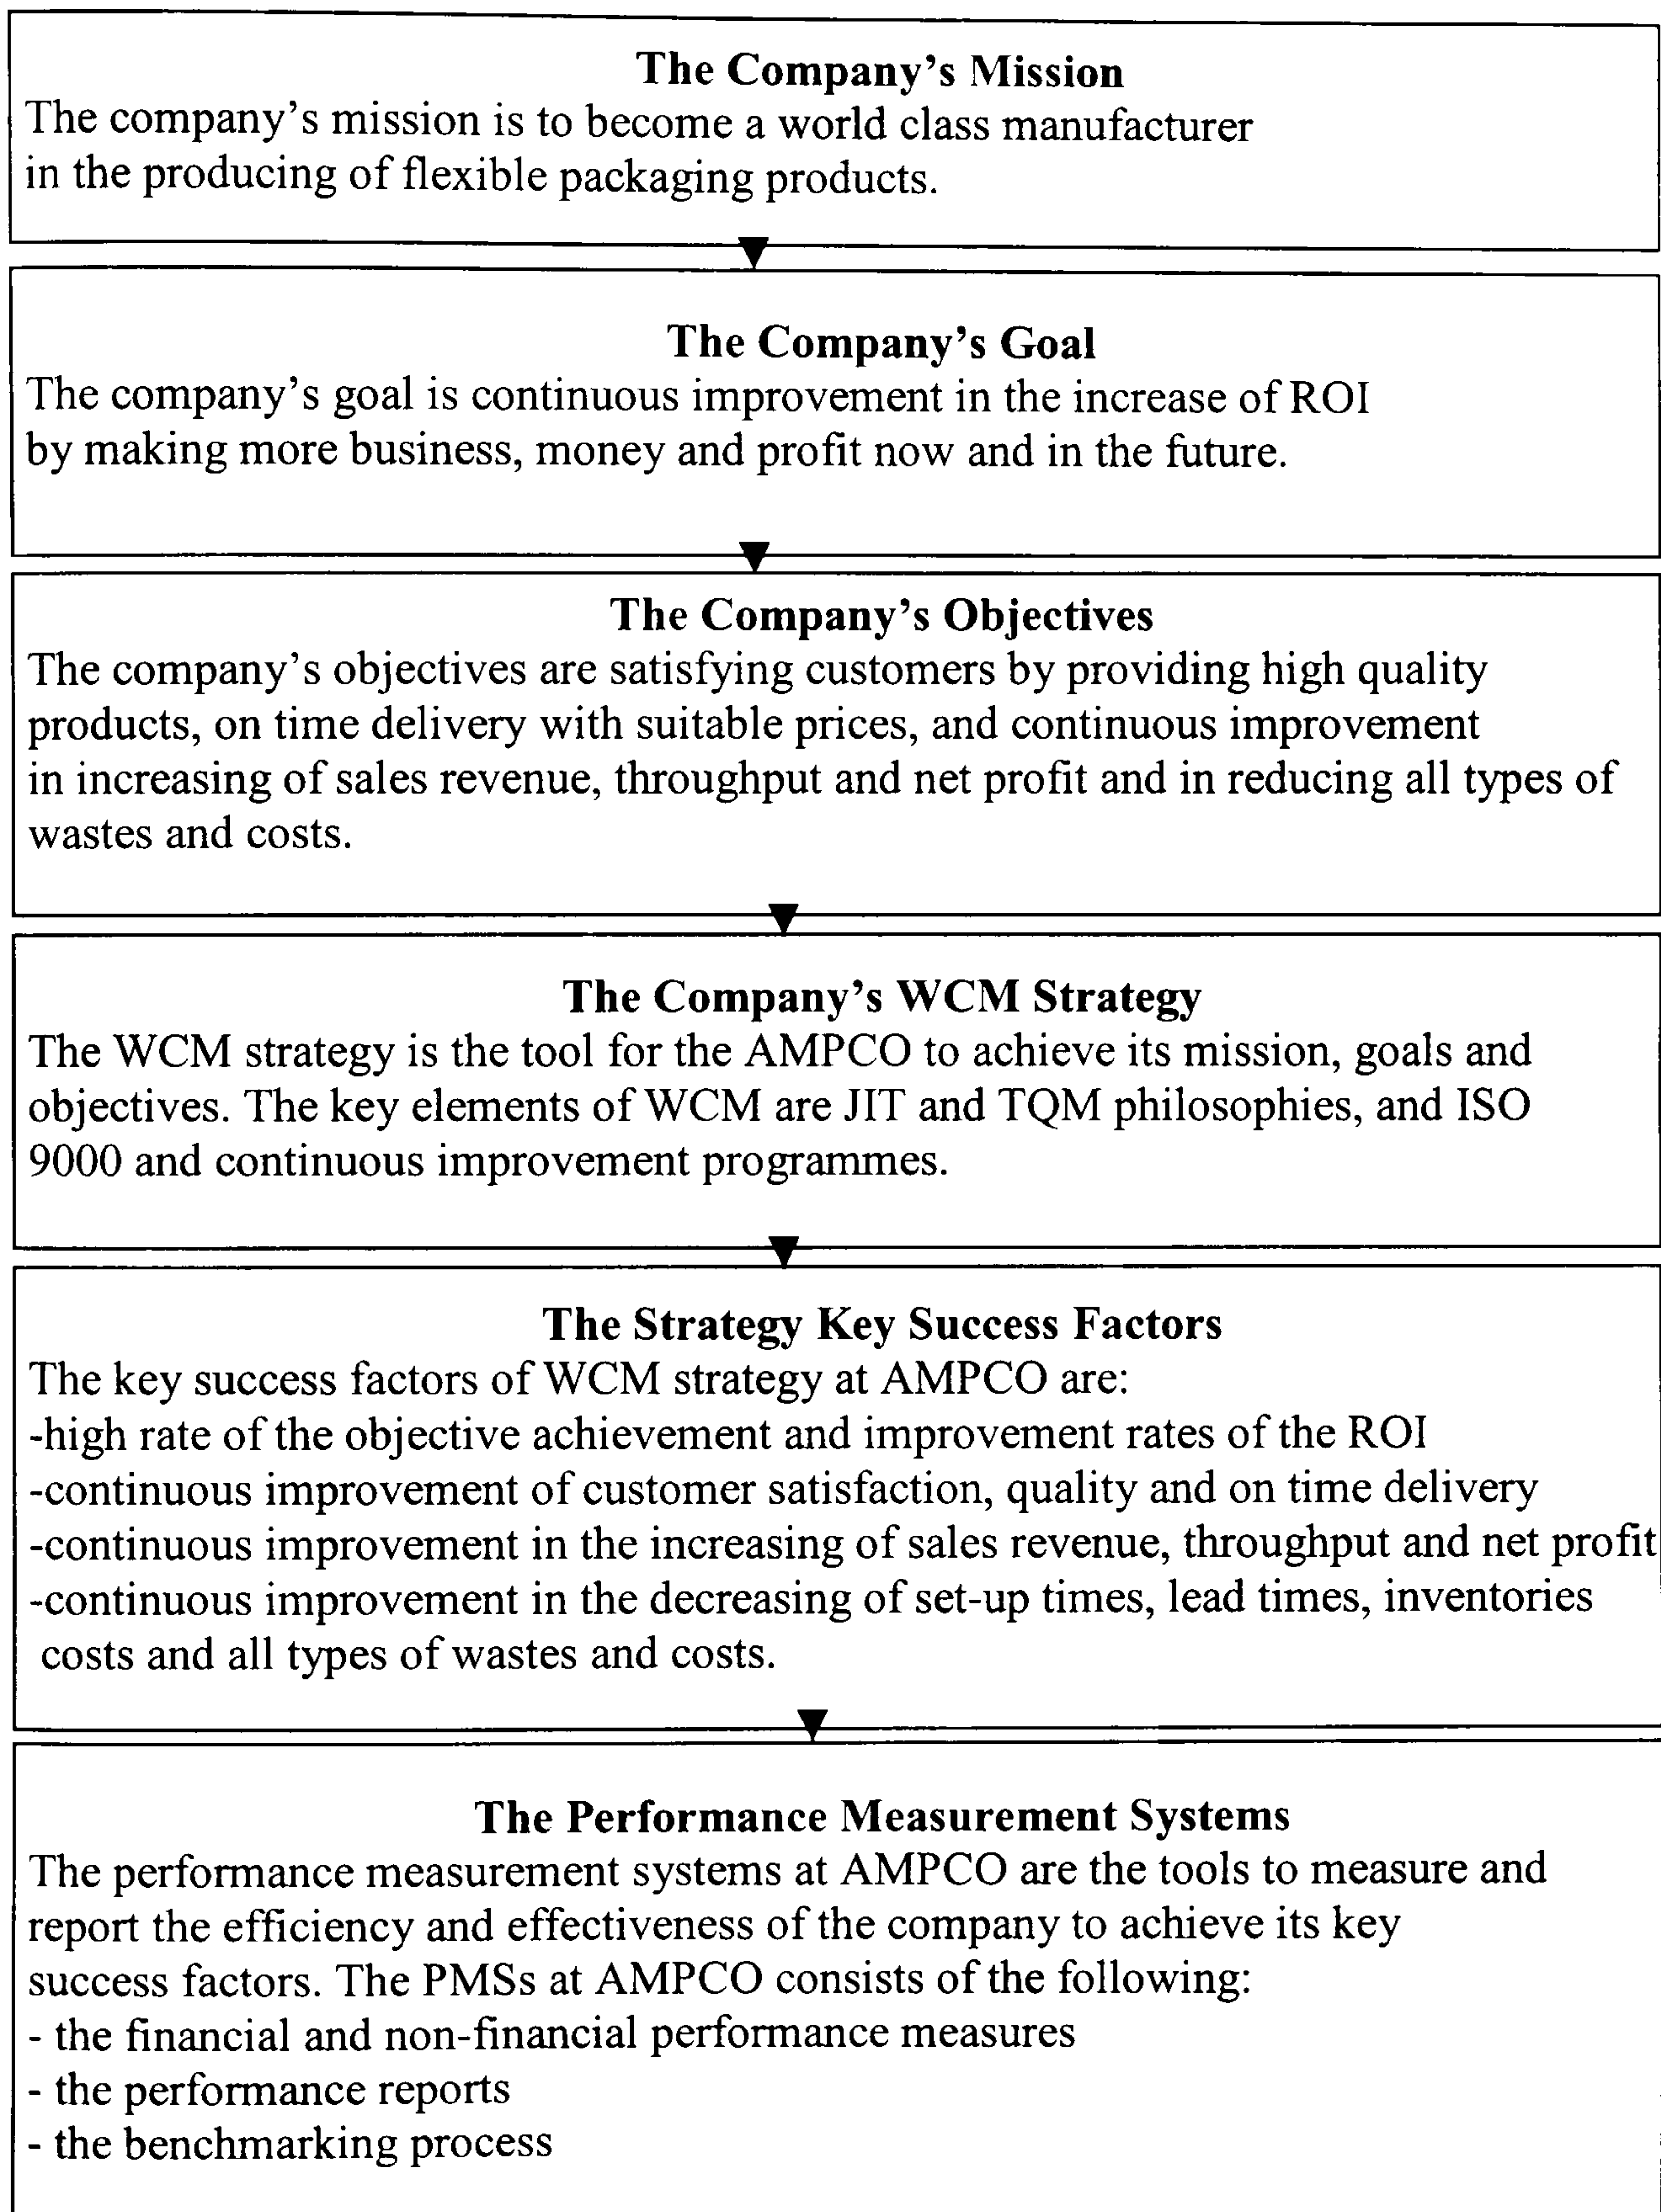 The Company’s Mission
The company’s mission is to become a world class manufacturer
in the producing of flexible packaging products.
The Company’s Goal
The company’s goal is continuous improvement in the increase of ROI
by making more business, money and profit now and in the future.
The Company’s Objectives
The company’s objectives are satisfying customers by providing high quality
products, on time delivery with suitable prices, and continuous improvement
in increasing of sales revenue, throughput and net profit and in reducing all types of
wastes and costs.
The Company’s WCM Strategy
The WCM strategy is the tool for the AMPCO to achieve its mission, goals and
objectives. The key elements of WCM are JIT and TQM philosophies, and ISO
9000 and continuous improvement programmes.
The Strategy Key Success Factors
The key success factors of WCM strategy at AMPCO are:
-high rate of the objective achievement and improvement rates of the ROI
-continuous improvement of customer satisfaction, quality and on time delivery
-continuous improvement in the increasing of sales revenue, throughput and net profit
-continuous improvement in the decreasing of set-up times, lead times, inventories
costs and all types of wastes and costs.
The Performance Measurement Systems
The performance measurement systems at AMPCO are the tools to measure and
report the efficiency and effectiveness of the company to achieve its key
success factors. The PMSs at AMPCO consists of the following:
- the financial and non-financial performance measures
- the performance reports
- the benchmarking process